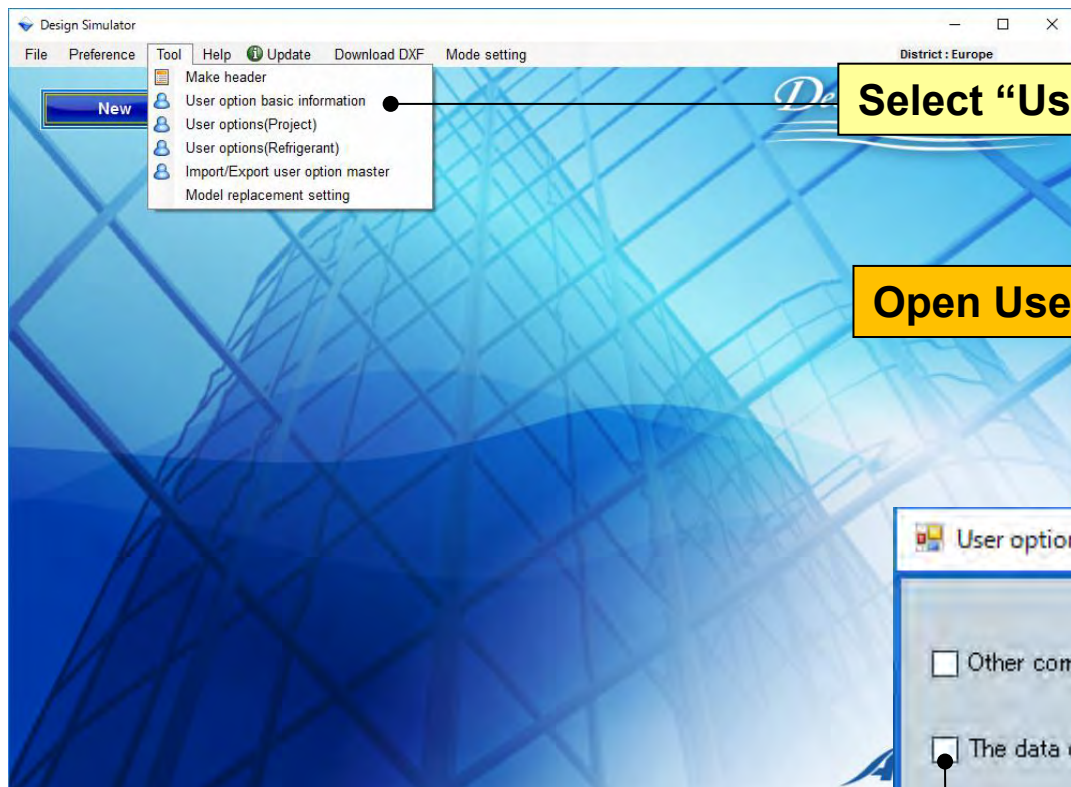 Design Simulator
File Preference Tool Help Update Download DXF Mode setting District : Europe
Make header
User option basic information
User options(Project)
User options(Refrigerant)
Import/Export user option master
Model replacement setting
New
Select “Us
Open Use
User option
Other com
The data